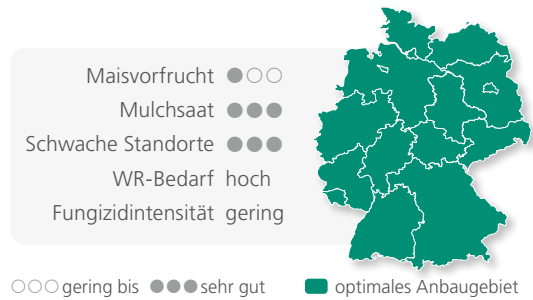 Maisvorfrucht ●○○
Mulchsaat ●●●
Schwache Standorte ●●●
WR-Bedarf hoch
Fungizidintensität gering
○○○ gering bis ●●● sehr gut optimales Anbaugebiet